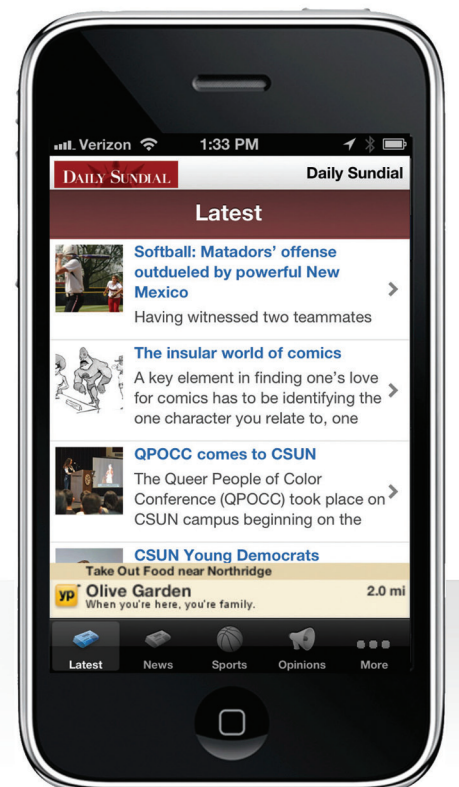 Verizon 1:33 PM
DAILY SUNDIAL Daily Sundial
Latest
Softball: Matadors' offense
outdueled by powerful New
Mexico
Having witnessed two teammates
The insular world of comics
A key element in finding one's love
for comics has to be identifying the
one character you relate to, one
QPOCC comes to CSUN
The Queer People of Color
Conference (QPOCC) took place on
CSUN campus beginning on the
CSUN Young Democrats
Take Out Food near Northridge
yp Olive Garden 2.0 mi
When you're here, you're family.
Latest News Sports Opinions More